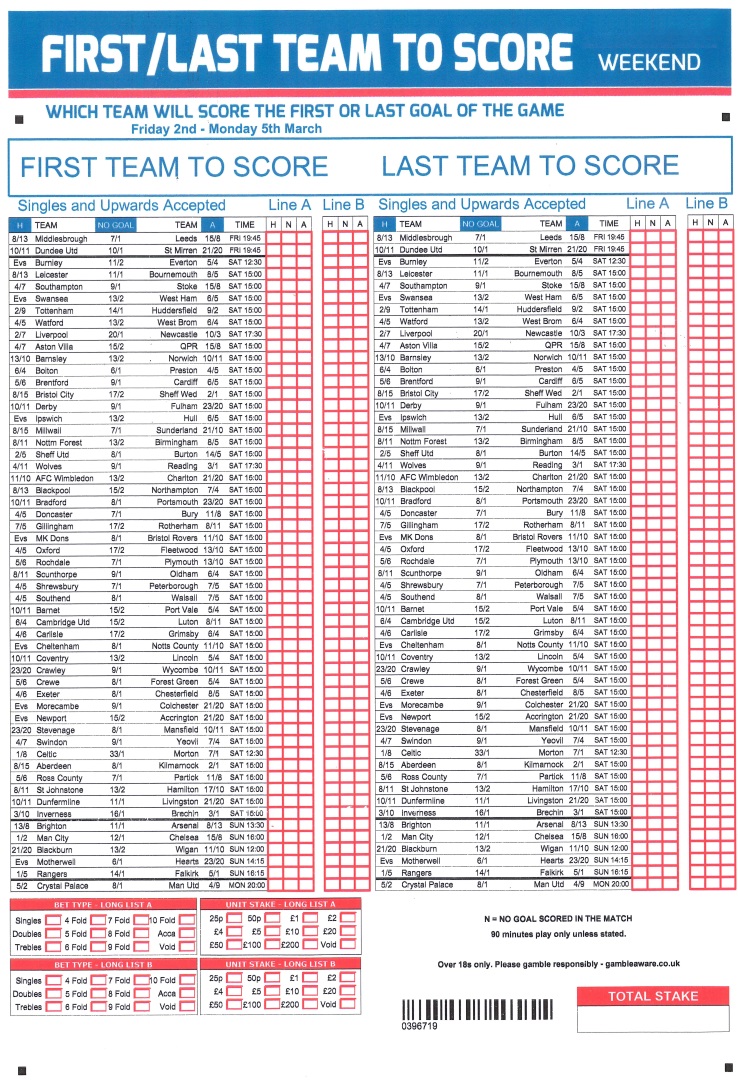 FIRST/LAST TEAM TO SCORE WEEKEND
WHICH TEAM WILL SCORE THE FIRST OR LAST GOAL OF THE GAME
Friday 2nd - Monday 5th March
FIRST TEAM TO SCORE LAST TEAM TO SCORE
Singles and Upwards Accepted Line A Line B Singles and Upwards Accepted Line A Line B
H TEAM NO GOAL TEAM A TIME H N A H N A H TEAM NO GOAL TEAM A TIME H N A H N A
8/13 Middlesbrough 7/1 Leeds 15/8 FRI 19:45 8/13 Middlesbrough 7/1 Leeds 15/8 FRI 19:45
10/11 Dundee Utd 10/1 St Mirren 21/20 FRI 19:45 10/11 Dundee Utd 10/1 St Mirren 21/20 FRI 19:45
Evs Burnley 11/2 Everton 5/4 SAT 12:30 Evs Burnley 11/2 Everton 5/4 SAT 12:30
8/13 Leicester 11/1 Bournemouth 8/5 SAT 15:00 8/13 Leicester 11/1 Bournemouth 8/5 SAT 15:00
4/7 Southampton 9/1 Stoke 15/8 SAT 15:00 4/7 Southampton 9/1 Stoke 15/8 SAT 15:00
Evs Swansea 13/2 West Ham 6/5 SAT 15:00 Evs Swansea 13/2 West Ham 6/5 SAT 15:00
2/9 Tottenham 14/1 Huddersfield 9/2 SAT 15:00 2/9 Tottenham 14/1 Huddersfield 9/2 SAT 15:00
4/5 Watford 13/2 West Brom 6/4 SAT 15:00 4/5 Watford 13/2 West Brom 6/4 SAT 15:00
2/7 Liverpool 20/1 Newcastle 10/3 SAT 17:30 2/7 Liverpool 20/1 Newcastle 10/3 SAT 17:30
4/7 Aston Villa 15/2 QPR 15/8 SAT 15:00 4/7 Aston Villa 15/2 QPR 15/8 SAT 15:00
13/10 Barnsley 13/2 Norwich 10/11 SAT 15:00 13/10 Barnsley 13/2 Norwich 10/11 SAT 15:00
6/4 Bolton 6/1 Preston 4/5 SAT 15:00 6/4 Bolton 6/1 Preston 4/5 SAT 15:00
5/6 Brentford 9/1 Cardiff 6/5 SAT 15:00 5/6 Brentford 9/1 Cardiff 6/5 SAT 15:00
8/15 Bristol City 17/2 Sheff Wed 2/1 SAT 15:00 8/15 Bristol City 17/2 Sheff Wed 2/1 SAT 15:00
10/11 Derby 9/1 Fulham 23/20 SAT 15:00 10/11 Derby 9/1 Fulham 23/20 SAT 15:00
Evs Ipswich 13/2 Hull 6/5 SAT 15:00 Evs Ipswich 13/2 Hull 6/5 SAT 15:00
8/15 Millwall 7/1 Sunderland 21/10 SAT 15:00 8/15 Millwall 7/1 Sunderland 21/10 SAT 15:00
8/11 Nottm Forest 13/2 Birmingham 8/5 SAT 15:00 8/11 Nottm Forest 13/2 Birmingham 8/5 SAT 15:00
2/5 Sheff Utd 8/1 Burton 14/5 SAT 15:00 2/5 Sheff Utd 8/1 Burton 14/5 SAT 15:00
4/11 Wolves 9/1 Reading 3/1 SAT 17:30 4/11 Wolves 9/1 Reading 3/1 SAT 17:30
11/10 AFC Wimbledon 13/2 Charlton 21/20 SAT 15:00 11/10 AFC Wimbledon 13/2 Charlton 21/20 SAT 15:00
8/13 Blackpool 15/2 Northampton 7/4 SAT 15:00 8/13 Blackpool 15/2 Northampton 7/4 SAT 15:00
10/11 Bradford 8/1 Portsmouth 23/20 SAT 15:00 10/11 Bradford 8/1 Portsmouth 23/20 SAT 15:00
4/5 Doncaster 7/1 Bury 11/8 SAT 15:00 4/5 Doncaster 7/1 Bury 11/8 SAT 15:00
7/5 Gillingham 17/2 Rotherham 8/11 SAT 15:00 7/5 Gillingham 17/2 Rotherham 8/11 SAT 15:00
Evs MK Dons 8/1 Bristol Rovers 11/10 SAT 15:00 Evs MK Dons 8/1 Bristol Rovers 11/10 SAT 15:00
4/5 Oxford 17/2 Fleetwood 13/10 SAT 15:00 4/5 Oxford 17/2 Fleetwood 13/10 SAT 15:00
5/6 Rochdale 7/1 Plymouth 13/10 SAT 15:00 5/6 Rochdale 7/1 Plymouth 13/10 SAT 15:00
8/11 Scunthorpe 9/1 Oldham 6/4 SAT 15:00 8/11 Scunthorpe 9/1 Oldham 6/4 SAT 15:00
4/5 Shrewsbury 7/1 Peterborough 7/5 SAT 15:00 4/5 Shrewsbury 7/1 Peterborough 7/5 SAT 15:00
4/5 Southend 8/1 Walsall 7/5 SAT 15:00 4/5 Southend 8/1 Walsall 7/5 SAT 15:00
10/11 Barnet 15/2 Port Vale 5/4 SAT 15:00 10/11 Barnet 15/2 Port Vale 5/4 SAT 15:00
6/4 Cambridge Utd 15/2 Luton 8/11 SAT 15:00 6/4 Cambridge Utd 15/2 Luton 8/11 SAT 15:00
4/6 Carlisle 17/2 Grimsby 6/4 SAT 15:00 4/6 Carlisle 17/2 Grimsby 6/4 SAT 15:00
Evs Cheltenham 8/1 Notts County 11/10 SAT 15:00 Evs Cheltenham 8/1 Notts County 11/10 SAT 15:00
10/11 Coventry 13/2 Lincoln 5/4 SAT 15:00 10/11 Coventry 13/2 Lincoln 5/4 SAT 15:00
23/20 Crawley 9/1 Wycombe 10/11 SAT 15:00 23/20 Crawley 9/1 Wycombe 10/11 SAT 15:00
5/6 Crewe 8/1 Forest Green 5/4 SAT 15:00 5/6 Crewe 8/1 Forest Green 5/4 SAT 15:00
4/6 Exeter 8/1 Chesterfield 8/5 SAT 15:00 4/6 Exeter 8/1 Chesterfield 8/5 SAT 15:00
Evs Morecambe 9/1 Colchester 21/20 SAT 15:00 Evs Morecambe 9/1 Colchester 21/20 SAT 15:00
Evs Newport 15/2 Accrington 21/20 SAT 15:00 Evs Newport 15/2 Accrington 21/20 SAT 15:00
23/20 Stevenage 8/1 Mansfield 10/11 SAT 15:00 23/20 Stevenage 8/1 Mansfield 10/11 SAT 15:00
4/7 Swindon 9/1 Yeovil 7/4 SAT 15:00 4/7 Swindon 9/1 Yeovil 7/4 SAT 15:00
1/8 Celtic 33/1 Morton 7/1 SAT 12:30 1/8 Celtic 33/1 Morton 7/1 SAT 12:30
8/15 Aberdeen 8/1 Kilmarnock 2/1 SAT 15:00 8/15 Aberdeen 8/1 Kilmarnock 2/1 SAT 15:00
5/6 Ross County 7/1 Partick 11/8 SAT 15:00 5/6 Ross County 7/1 Partick 11/8 SAT 15:00
8/11 St Johnstone 13/2 Hamilton 17/10 SAT 15:00 8/11 St Johnstone 13/2 Hamilton 17/10 SAT 15:00
10/11 Dunfermline 11/1 Livingston 21/20 SAT 15:00 10/11 Dunfermline 11/1 Livingston 21/20 SAT 15:00
3/10 Inverness 16/1 Brechin 3/1 SAT 15:00 3/10 Inverness 16/1 Brechin 3/1 SAT 15:00
13/8 Brighton 11/1 Arsenal 8/13 SUN 13:30 13/8 Brighton 11/1 Arsenal 8/13 SUN 13:30
1/2 Man City 12/1 Chelsea 15/8 SUN 16:00 1/2 Man City 12/1 Chelsea 15/8 SUN 16:00
21/20 Blackburn 13/2 Wigan 11/10 SUN 12:00 21/20 Blackburn 13/2 Wigan 11/10 SUN 12:00
Evs Motherwell 6/1 Hearts 23/20 SUN 14:15 Evs Motherwell 6/1 Hearts 23/20 SUN 14:15
1/5 Rangers 14/1 Falkirk 5/1 SUN 16:15 1/5 Rangers 14/1 Falkirk 5/1 SUN 16:15
5/2 Crystal Palace 8/1 Man Utd 4/9 MON 20:00 5/2 Crystal Palace 8/1 Man Utd 4/9 MON 20:00
BET TYPE - LONG LIST A UNIT STAKE - LONG LIST A
Singles 4 Fold 7 Fold 10 Fold 25p 50p £1 £2
Doubles 5 Fold 8 Fold Acca £4 £5 £10 £20
Trebles 6 Fold 9 Fold Void £50 £100 £200 Void
BET TYPE - LONG LIST B UNIT STAKE - LONG LIST B
Singles 4 Fold 7 Fold 10 Fold 25p 50p £1 £2
Doubles 5 Fold 8 Fold Acca £4 £5 £10 £20
Trebles 6 Fold 9 Fold Void £50 £100 £200 Void
N = NO GOAL SCORED IN THE MATCH
90 minutes play only unless stated.
Over 18s only. Please gamble responsibly - gambleaware.co.uk
TOTAL STAKE
0396719